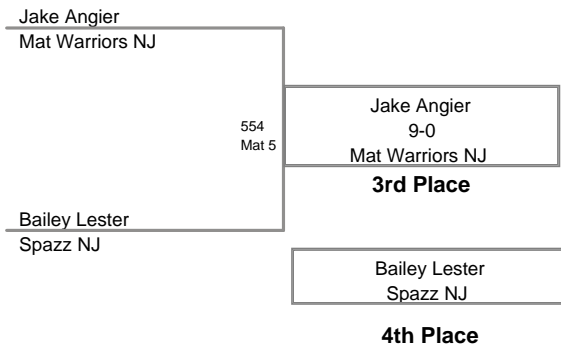 Jake Angier
Mat Warriors NJ
554
Mat 5
Jake Angier
9-0
Mat Warriors NJ
3rd Place
Bailey Lester
Spazz NJ
Bailey Lester
Spazz NJ
4th Place